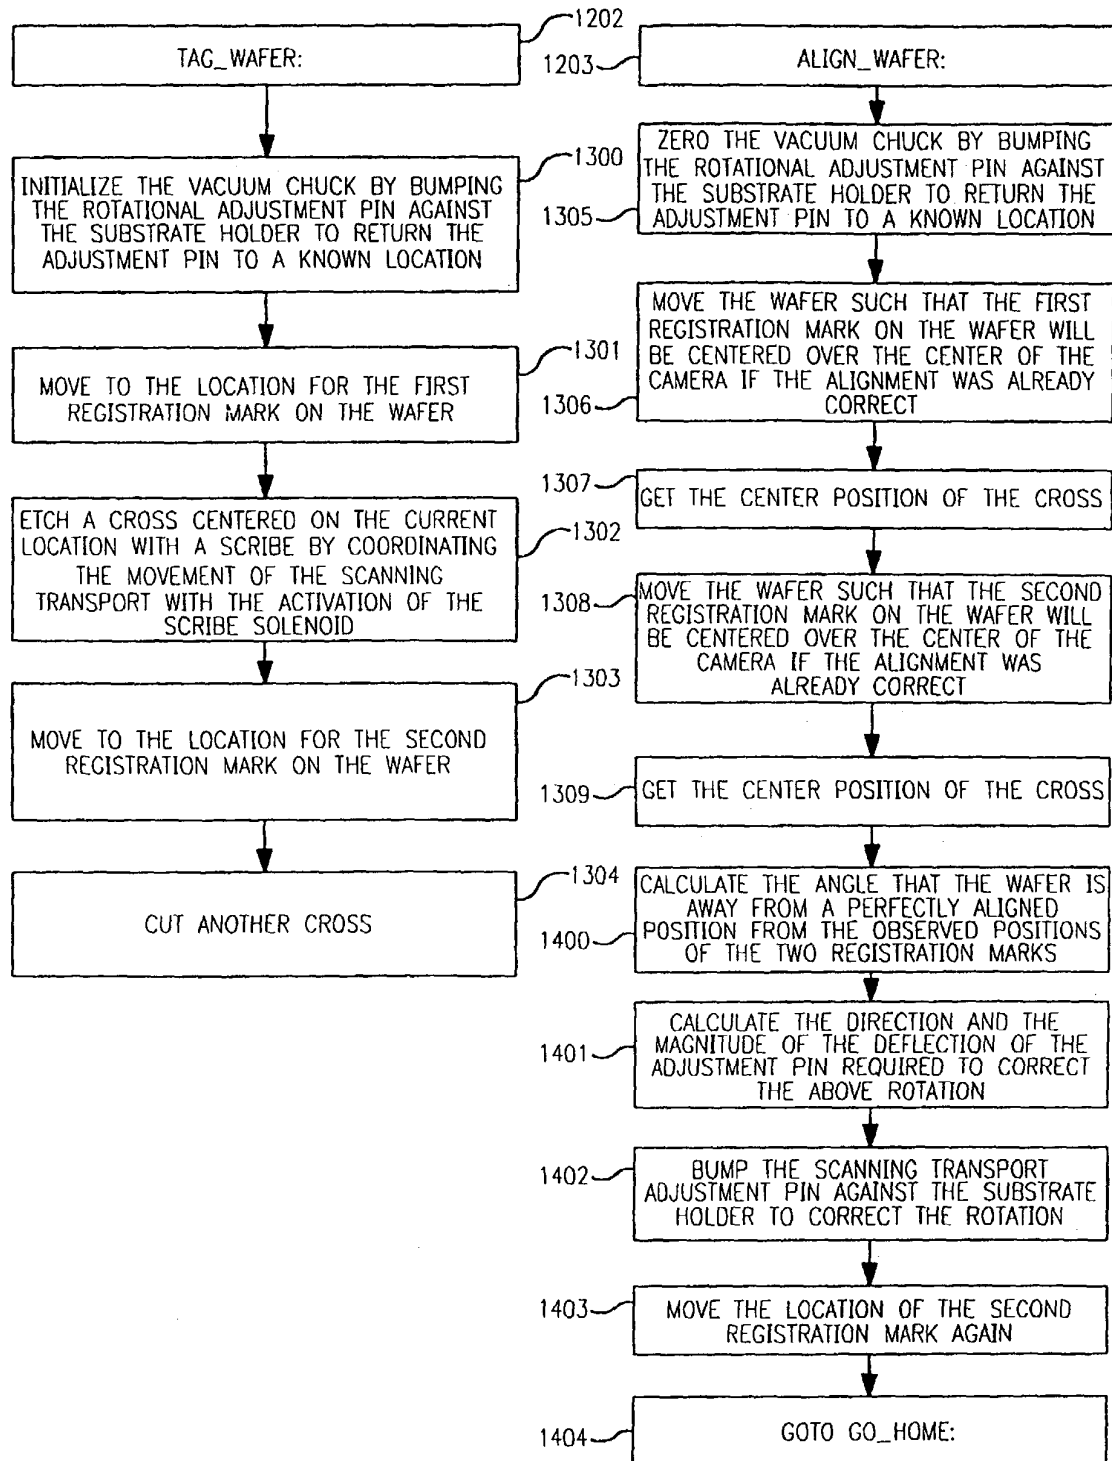 1202
TAG_WAFER:
1300
INITIALIZE THE VACUUM CHUCK BY BUMPING
THE ROTATIONAL ADJUSTMENT PIN AGAINST
THE SUBSTRATE HOLDER TO RETURN THE
ADJUSTMENT PIN TO A KNOWN LOCATION
1301
MOVE TO THE LOCATION FOR THE FIRST
REGISTRATION MARK ON THE WAFER
1302
ETCH A CROSS CENTERED ON THE CURRENT
LOCATION WITH A SCRIBE BY COORDINATING
THE MOVEMENT OF THE SCANNING
TRANSPORT WITH THE ACTIVATION OF THE
SCRIBE SOLENOID
1303
MOVE TO THE LOCATION FOR THE SECOND
REGISTRATION MARK ON THE WAFER
1304
CUT ANOTHER CROSS
1203
ALIGN_WAFER:
1305
ZERO THE VACUUM CHUCK BY BUMPING
THE ROTATIONAL ADJUSTMENT PIN AGAINST
THE SUBSTRATE HOLDER TO RETURN THE
ADJUSTMENT PIN TO A KNOWN LOCATION
1306
MOVE THE WAFER SUCH THAT THE FIRST
REGISTRATION MARK ON THE WAFER WILL
BE CENTERED OVER THE CENTER OF THE
CAMERA IF THE ALIGNMENT WAS ALREADY
CORRECT
1307
GET THE CENTER POSITION OF THE CROSS
1308
MOVE THE WAFER SUCH THAT THE SECOND
REGISTRATION MARK ON THE WAFER WILL
BE CENTERED OVER THE CENTER OF THE
CAMERA IF THE ALIGNMENT WAS
ALREADY CORRECT
1309
GET THE CENTER POSITION OF THE CROSS
1400
CALCULATE THE ANGLE THAT THE WAFER IS
AWAY FROM A PERFECTLY ALIGNED
POSITION FROM THE OBSERVED POSITIONS
OF THE TWO REGISTRATION MARKS
1401
CALCULATE THE DIRECTION AND THE
MAGNITUDE OF THE DEFLECTION OF THE
ADJUSTMENT PIN REQUIRED TO CORRECT
THE ABOVE ROTATION
1402
BUMP THE SCANNING TRANSPORT
ADJUSTMENT PIN AGAINST THE SUBSTRATE
HOLDER TO CORRECT THE ROTATION
1403
MOVE THE LOCATION OF THE SECOND
REGISTRATION MARK AGAIN
1404
GOTO GO_HOME: